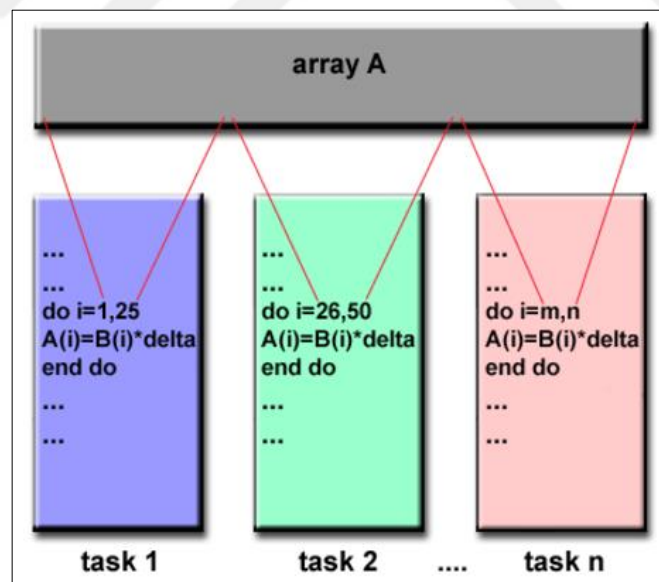 array A
...
...
do i=1,25
A(i)=B(i)*delta
end do
...
...
task 1
...
...
do i=26,50
A(i)=B(i)*delta
end do
...
...
task 2
....
...
...
do i=m,n
A(i)=B(i)*delta
end do
...
...
task n